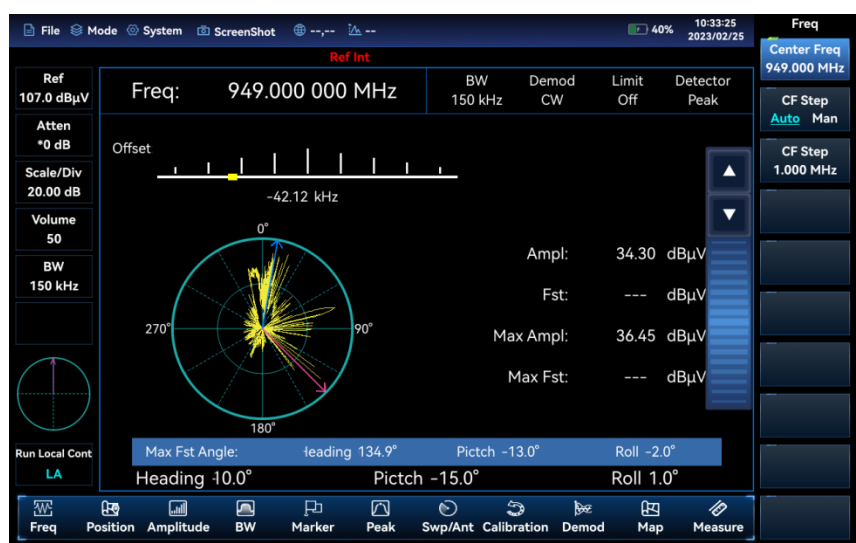 File Mode System ScreenShot --,-- -- 40% 10:33:25
2023/02/25
Freq
Ref Int
Center Freq
949.000 MHz
Ref
107.0 dBμV
Freq: 949.000 000 MHz
BW Demod Limit Detector
150 kHz CW Off Peak
CF Step
Auto Man
Atten
*0 dB
Offset
CF Step
1.000 MHz
Scale/Div
20.00 dB
-42.12 kHz
Volume
50
0°
BW
150 kHz
Ampl: 34.30 dBμV
Fst: --- dBμV
270° 90°
Max Ampl: 36.45 dBμV
Max Fst: --- dBμV
180°
Run Local Cont
LA
Max Fst Angle: Heading 134.9° Pictch -13.0° Roll -2.0°
Heading 10.0° Pictch -15.0° Roll 1.0°
Freq Position Amplitude BW Marker Peak Swp/Ant Calibration Demod Map Measure